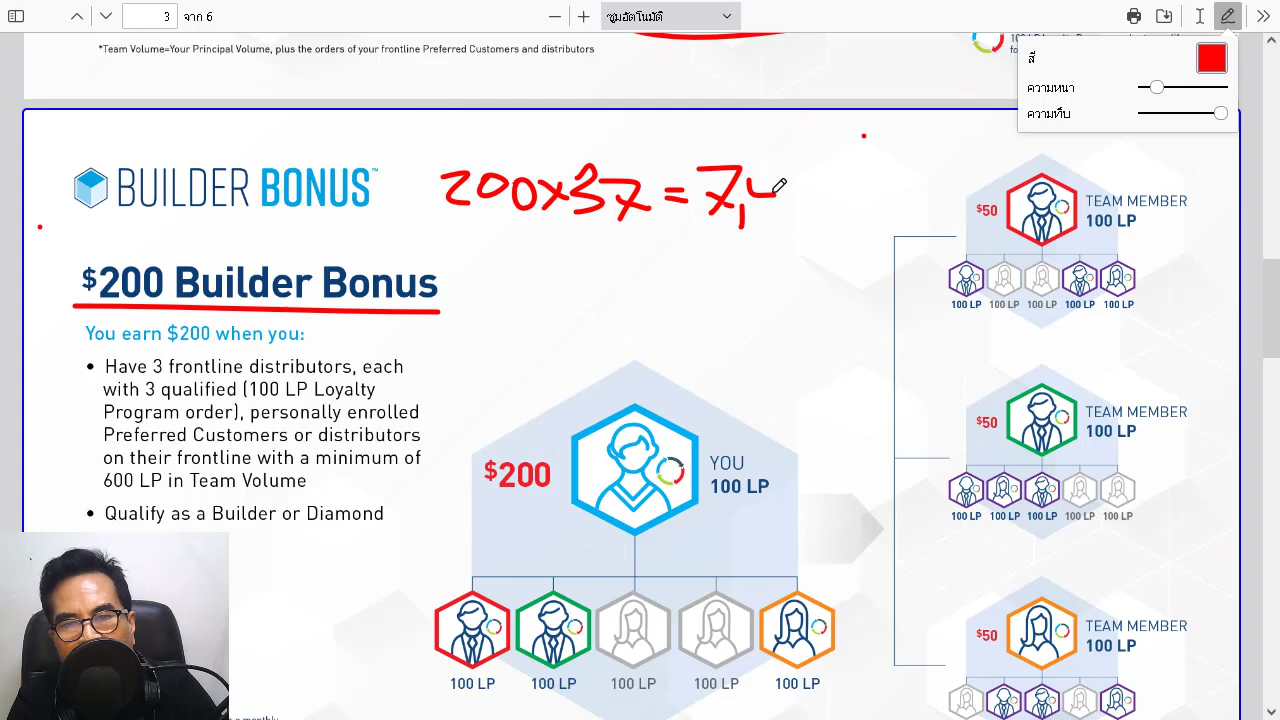 3 จาก 6
ซูมอัตโนมัติ
*Team Volume=Your Principal Volume, plus the orders of your frontline Preferred Customers and distributors
สี
ความหนา
ความทึบ
BUILDER BONUS™
200x37 = 7,4
$200 Builder Bonus
You earn $200 when you:
• Have 3 frontline distributors, each
with 3 qualified (100 LP Loyalty
Program order), personally enrolled
Preferred Customers or distributors
on their frontline with a minimum of
600 LP in Team Volume
• Qualify as a Builder or Diamond
$200
YOU
100 LP
100 LP 100 LP 100 LP 100 LP 100 LP
$50
TEAM MEMBER
100 LP
100 LP 100 LP 100 LP 100 LP 100 LP
$50
TEAM MEMBER
100 LP
100 LP 100 LP 100 LP 100 LP 100 LP
$50
TEAM MEMBER
100 LP